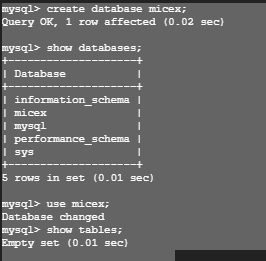 mysql> create database micex;
Query OK, 1 row affected (0.02 sec)
mysql> show databases;
+--------------------+
| Database           |
+--------------------+
| information_schema |
| micex              |
| mysql              |
| performance_schema |
| sys                |
+--------------------+
5 rows in set (0.01 sec)
mysql> use micex;
Database changed
mysql> show tables;
Empty set (0.01 sec)